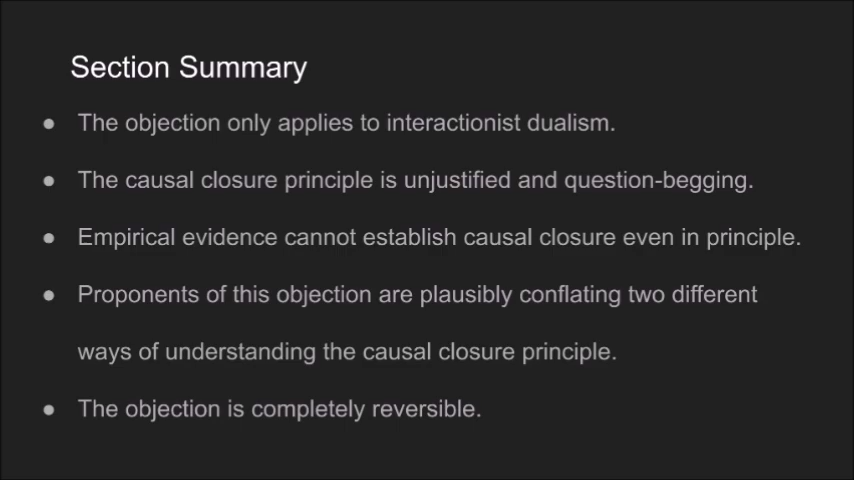 Section Summary
● The objection only applies to interactionist dualism.
● The causal closure principle is unjustified and question-begging.
● Empirical evidence cannot establish causal closure even in principle.
● Proponents of this objection are plausibly conflating two different
ways of understanding the causal closure principle.
● The objection is completely reversible.